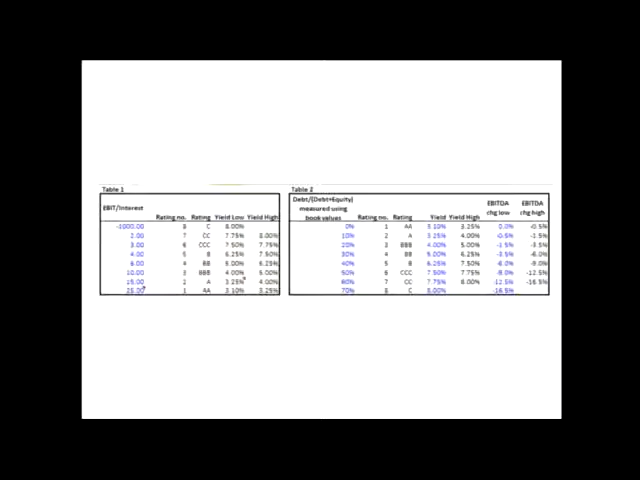 Table 1
EBIT/Interest Rating no. Rating Yield Low Yield High
-1000.00 8 C 8.00%
2.00 7 CC 7.75% 8.00%
3.00 6 CCC 7.50% 7.75%
4.00 5 B 6.25% 7.50%
6.00 4 BB 5.00% 6.25%
10.00 3 BBB 4.00% 5.00%
15.00 2 A 3.25% 4.00%
25.00 1 AA 3.10% 3.25%
Table 2
Debt/(Debt+Equity)
measured using
book values Rating no. Rating Yield Yield High EBITDA chg low EBITDA chg high
0% 1 AA 3.10% 3.25% 0.0% -0.5%
10% 2 A 3.25% 4.00% -0.5% -1.5%
20% 3 BBB 4.00% 5.00% -1.5% -3.5%
30% 4 BB 5.00% 6.25% -3.5% -6.0%
40% 5 B 6.25% 7.50% -6.0% -9.0%
50% 6 CCC 7.50% 7.75% -9.0% -12.5%
60% 7 CC 7.75% 8.00% -12.5% -16.5%
70% 8 C 8.00% -16.5%